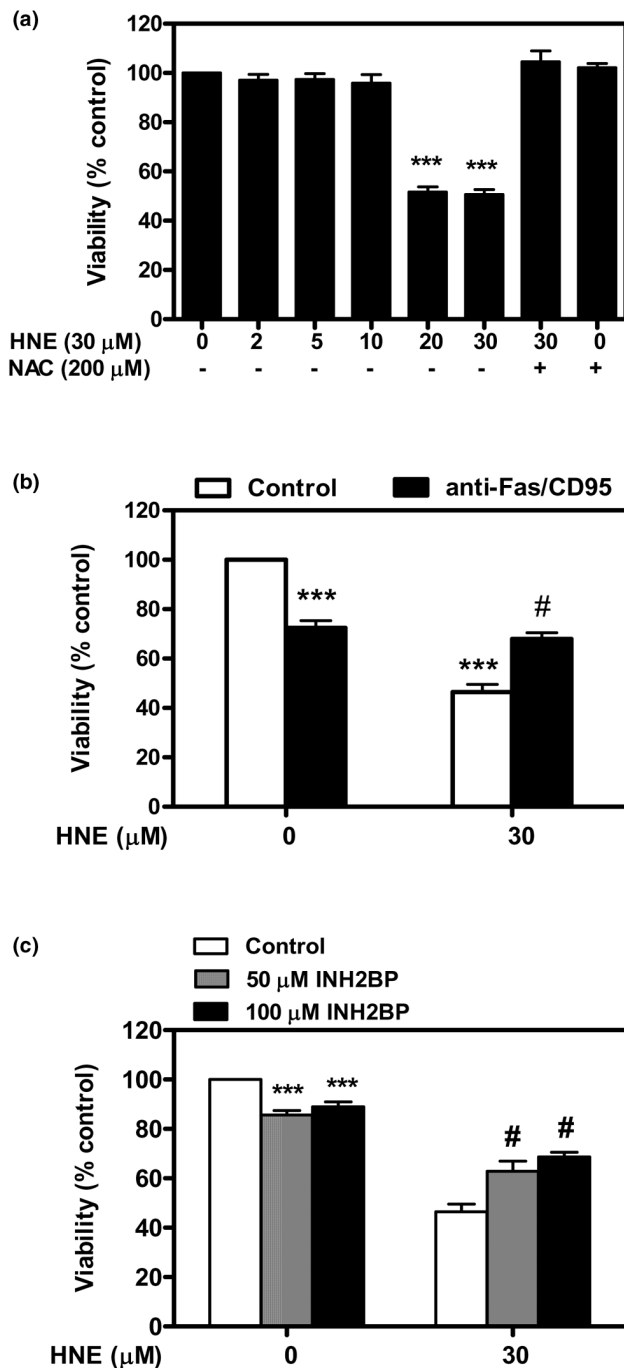 (a)
120
100
80
60
40
20
0
Viability (% control)
*** ***
HNE (30 μM) 0 2 5 10 20 30 30 0
NAC (200 μM) - - - - - - + +
(b)
Control anti-Fas/CD95
120
100
80
60
40
20
0
Viability (% control)
***
***
#
HNE (μM) 0 30
(c)
Control
50 μM INH2BP
100 μM INH2BP
120
100
80
60
40
20
0
Viability (% control)
*** ***
# #
HNE (μM) 0 30